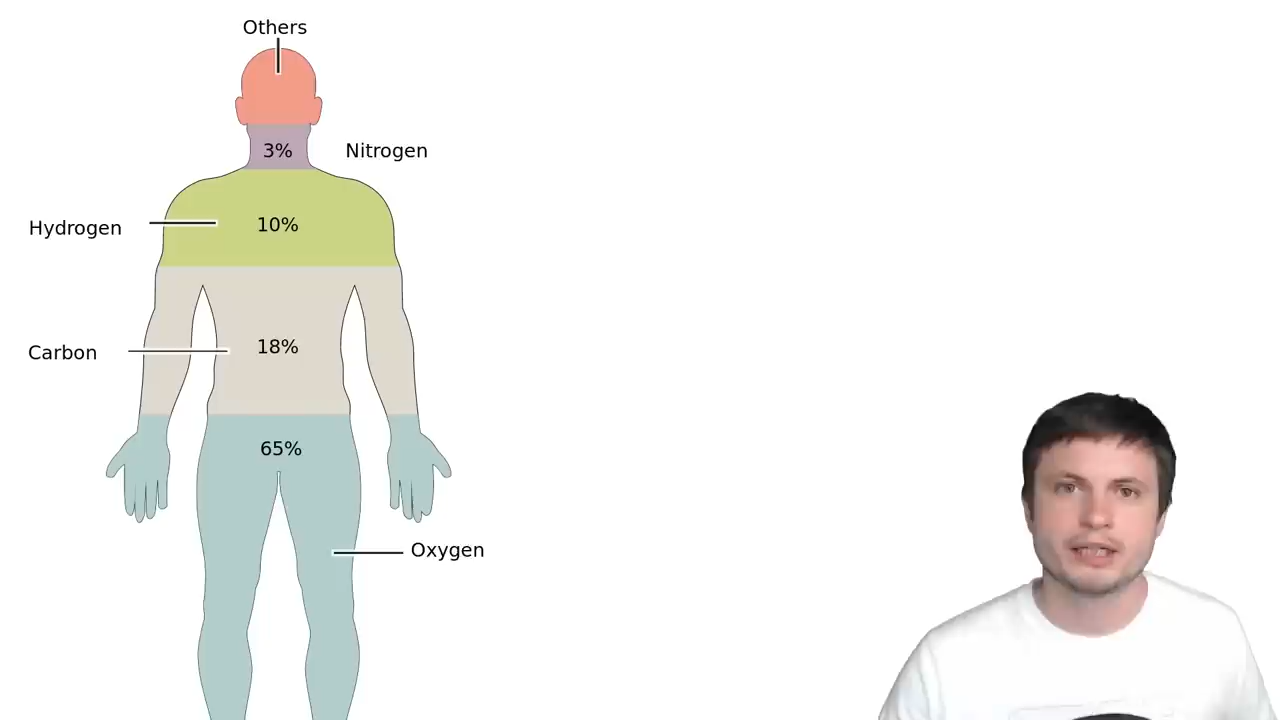 Others
3%
Nitrogen
Hydrogen
10%
Carbon
18%
65%
Oxygen